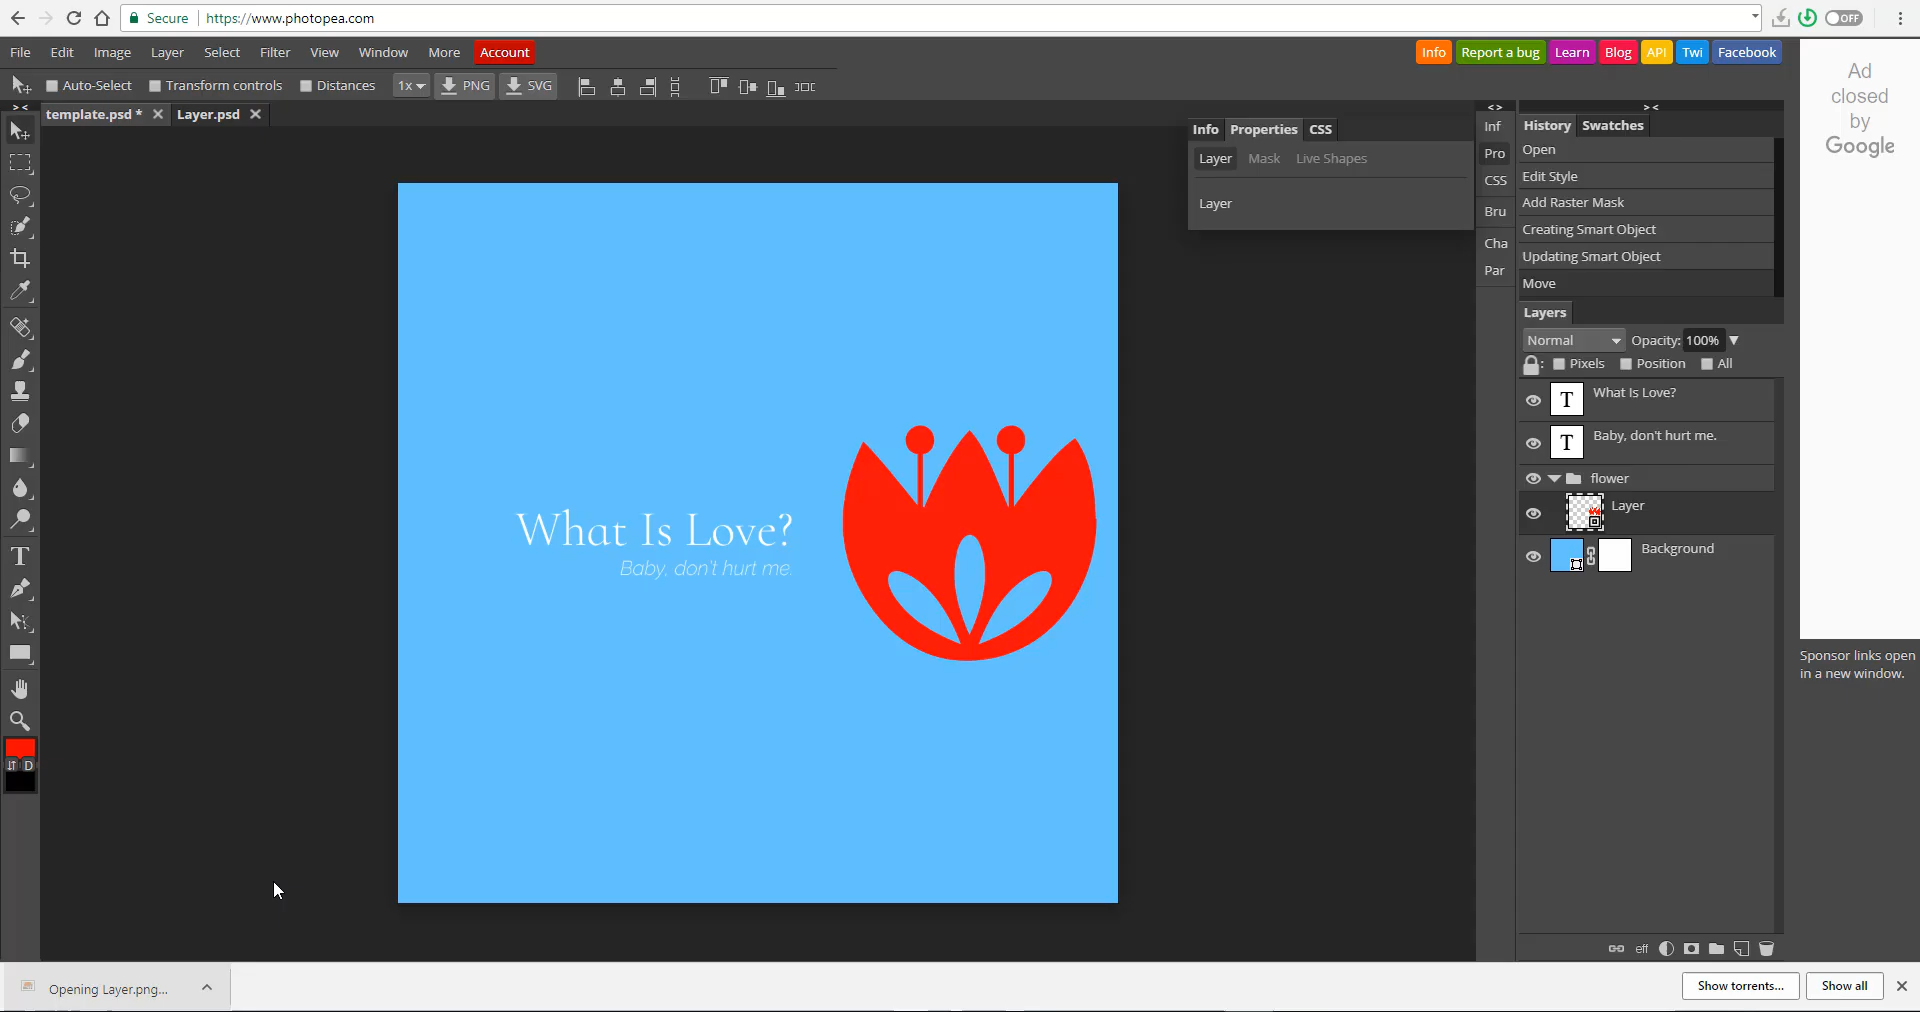 Secure https://www.photopea.com
OFF
File Edit Image Layer Select Filter View Window More Account
Info Report a bug Learn Blog API Twi Facebook
Auto-Select Transform controls Distances 1x PNG SVG
template.psd * Layer.psd
Info Properties CSS
Layer Mask Live Shapes
Layer
Inf
Pro
CSS
Bru
Cha
Par
History Swatches
Open
Edit Style
Add Raster Mask
Creating Smart Object
Updating Smart Object
Move
Layers
Normal Opacity: 100%
: Pixels Position All
T What Is Love?
T Baby, don't hurt me.
flower
Layer
Background
eff
What Is Love?
Baby, don't hurt me.
T
D
Ad
closed
by
Google
Sponsor links open
in a new window.
Opening Layer.png...
Show torrents... Show all